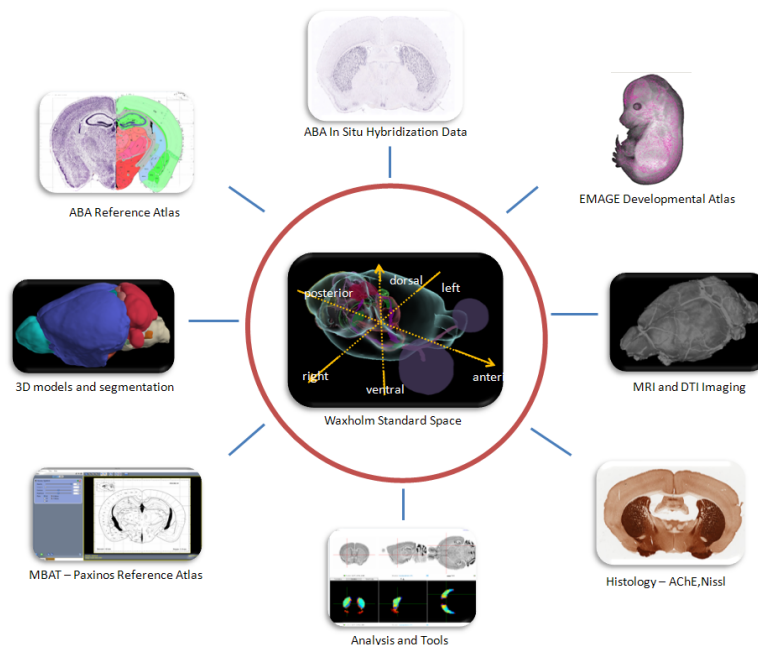 ABA In Situ Hybridization Data
ABA Reference Atlas
EMAGE Developmental Atlas
dorsal
left
posterior
right
ventral
anteri
Waxholm Standard Space
3D models and segmentation
MRI and DTI Imaging
MBAT – Paxinos Reference Atlas
Histology – AChE,Nissl
Analysis and Tools